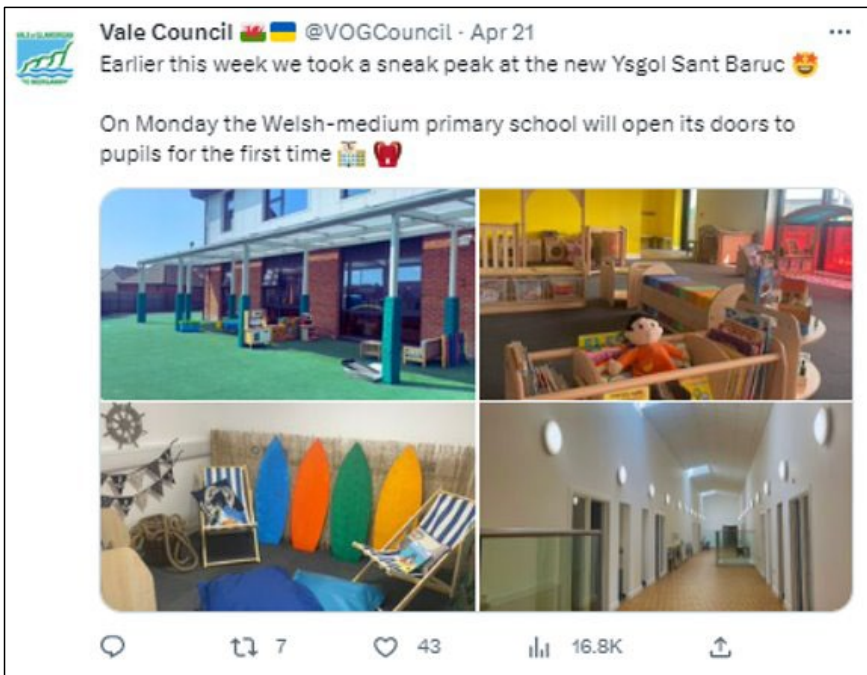 Vale Council @VOGCouncil · Apr 21
Earlier this week we took a sneak peak at the new Ysgol Sant Baruc
On Monday the Welsh-medium primary school will open its doors to
pupils for the first time
7 43 16.8K